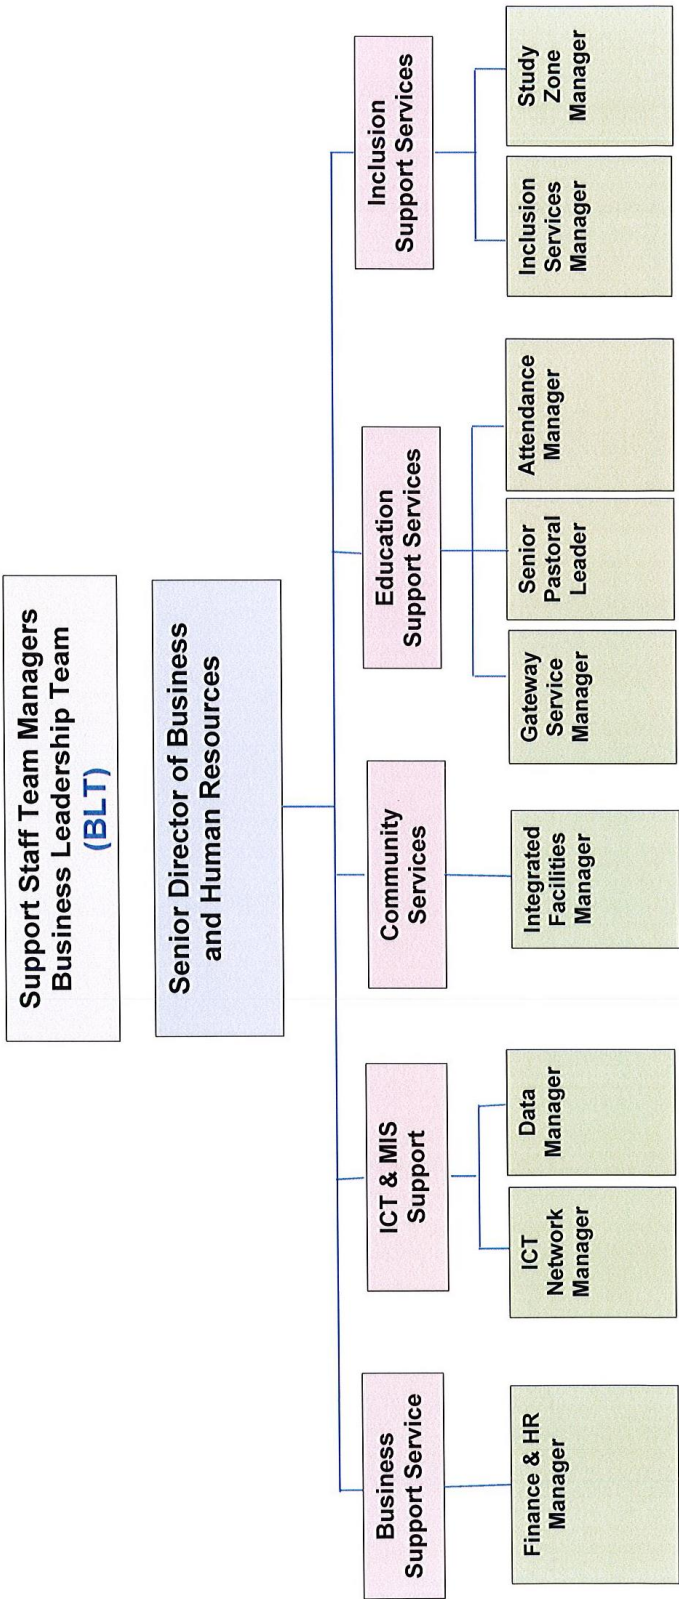 Support Staff Team Managers
Business Leadership Team
(BLT)
Senior Director of Business
and Human Resources
Business
Support Service
ICT & MIS
Support
Community
Services
Education
Support Services
Inclusion
Support Services
Finance & HR
Manager
ICT
Network
Manager
Data
Manager
Integrated
Facilities
Manager
Gateway
Service
Manager
Senior
Pastoral
Leader
Attendance
Manager
Inclusion
Services
Manager
Study
Zone
Manager